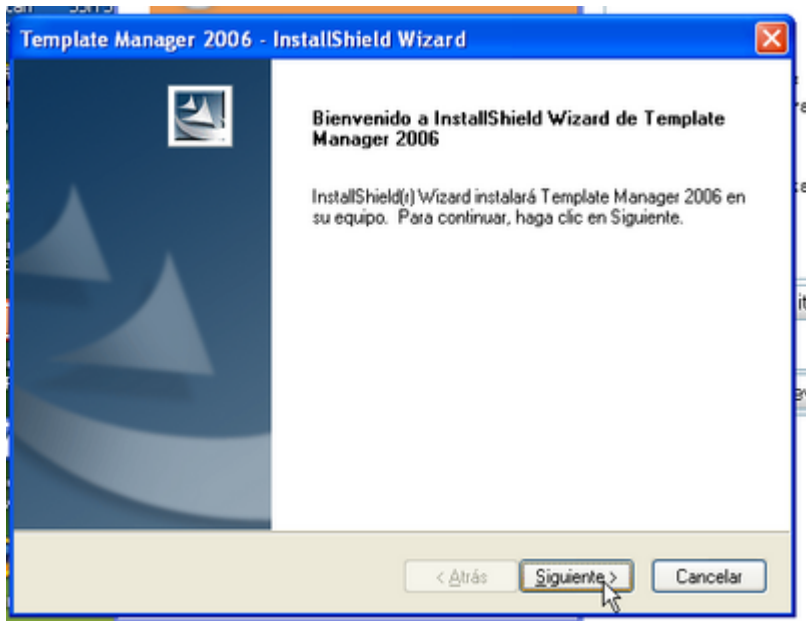 Template Manager 2006 - InstallShield Wizard
Bienvenido a InstallShield Wizard de Template
Manager 2006
InstallShield(r) Wizard instalará Template Manager 2006 en
su equipo. Para continuar, haga clic en Siguiente.
< Atrás
Siguiente >
Cancelar